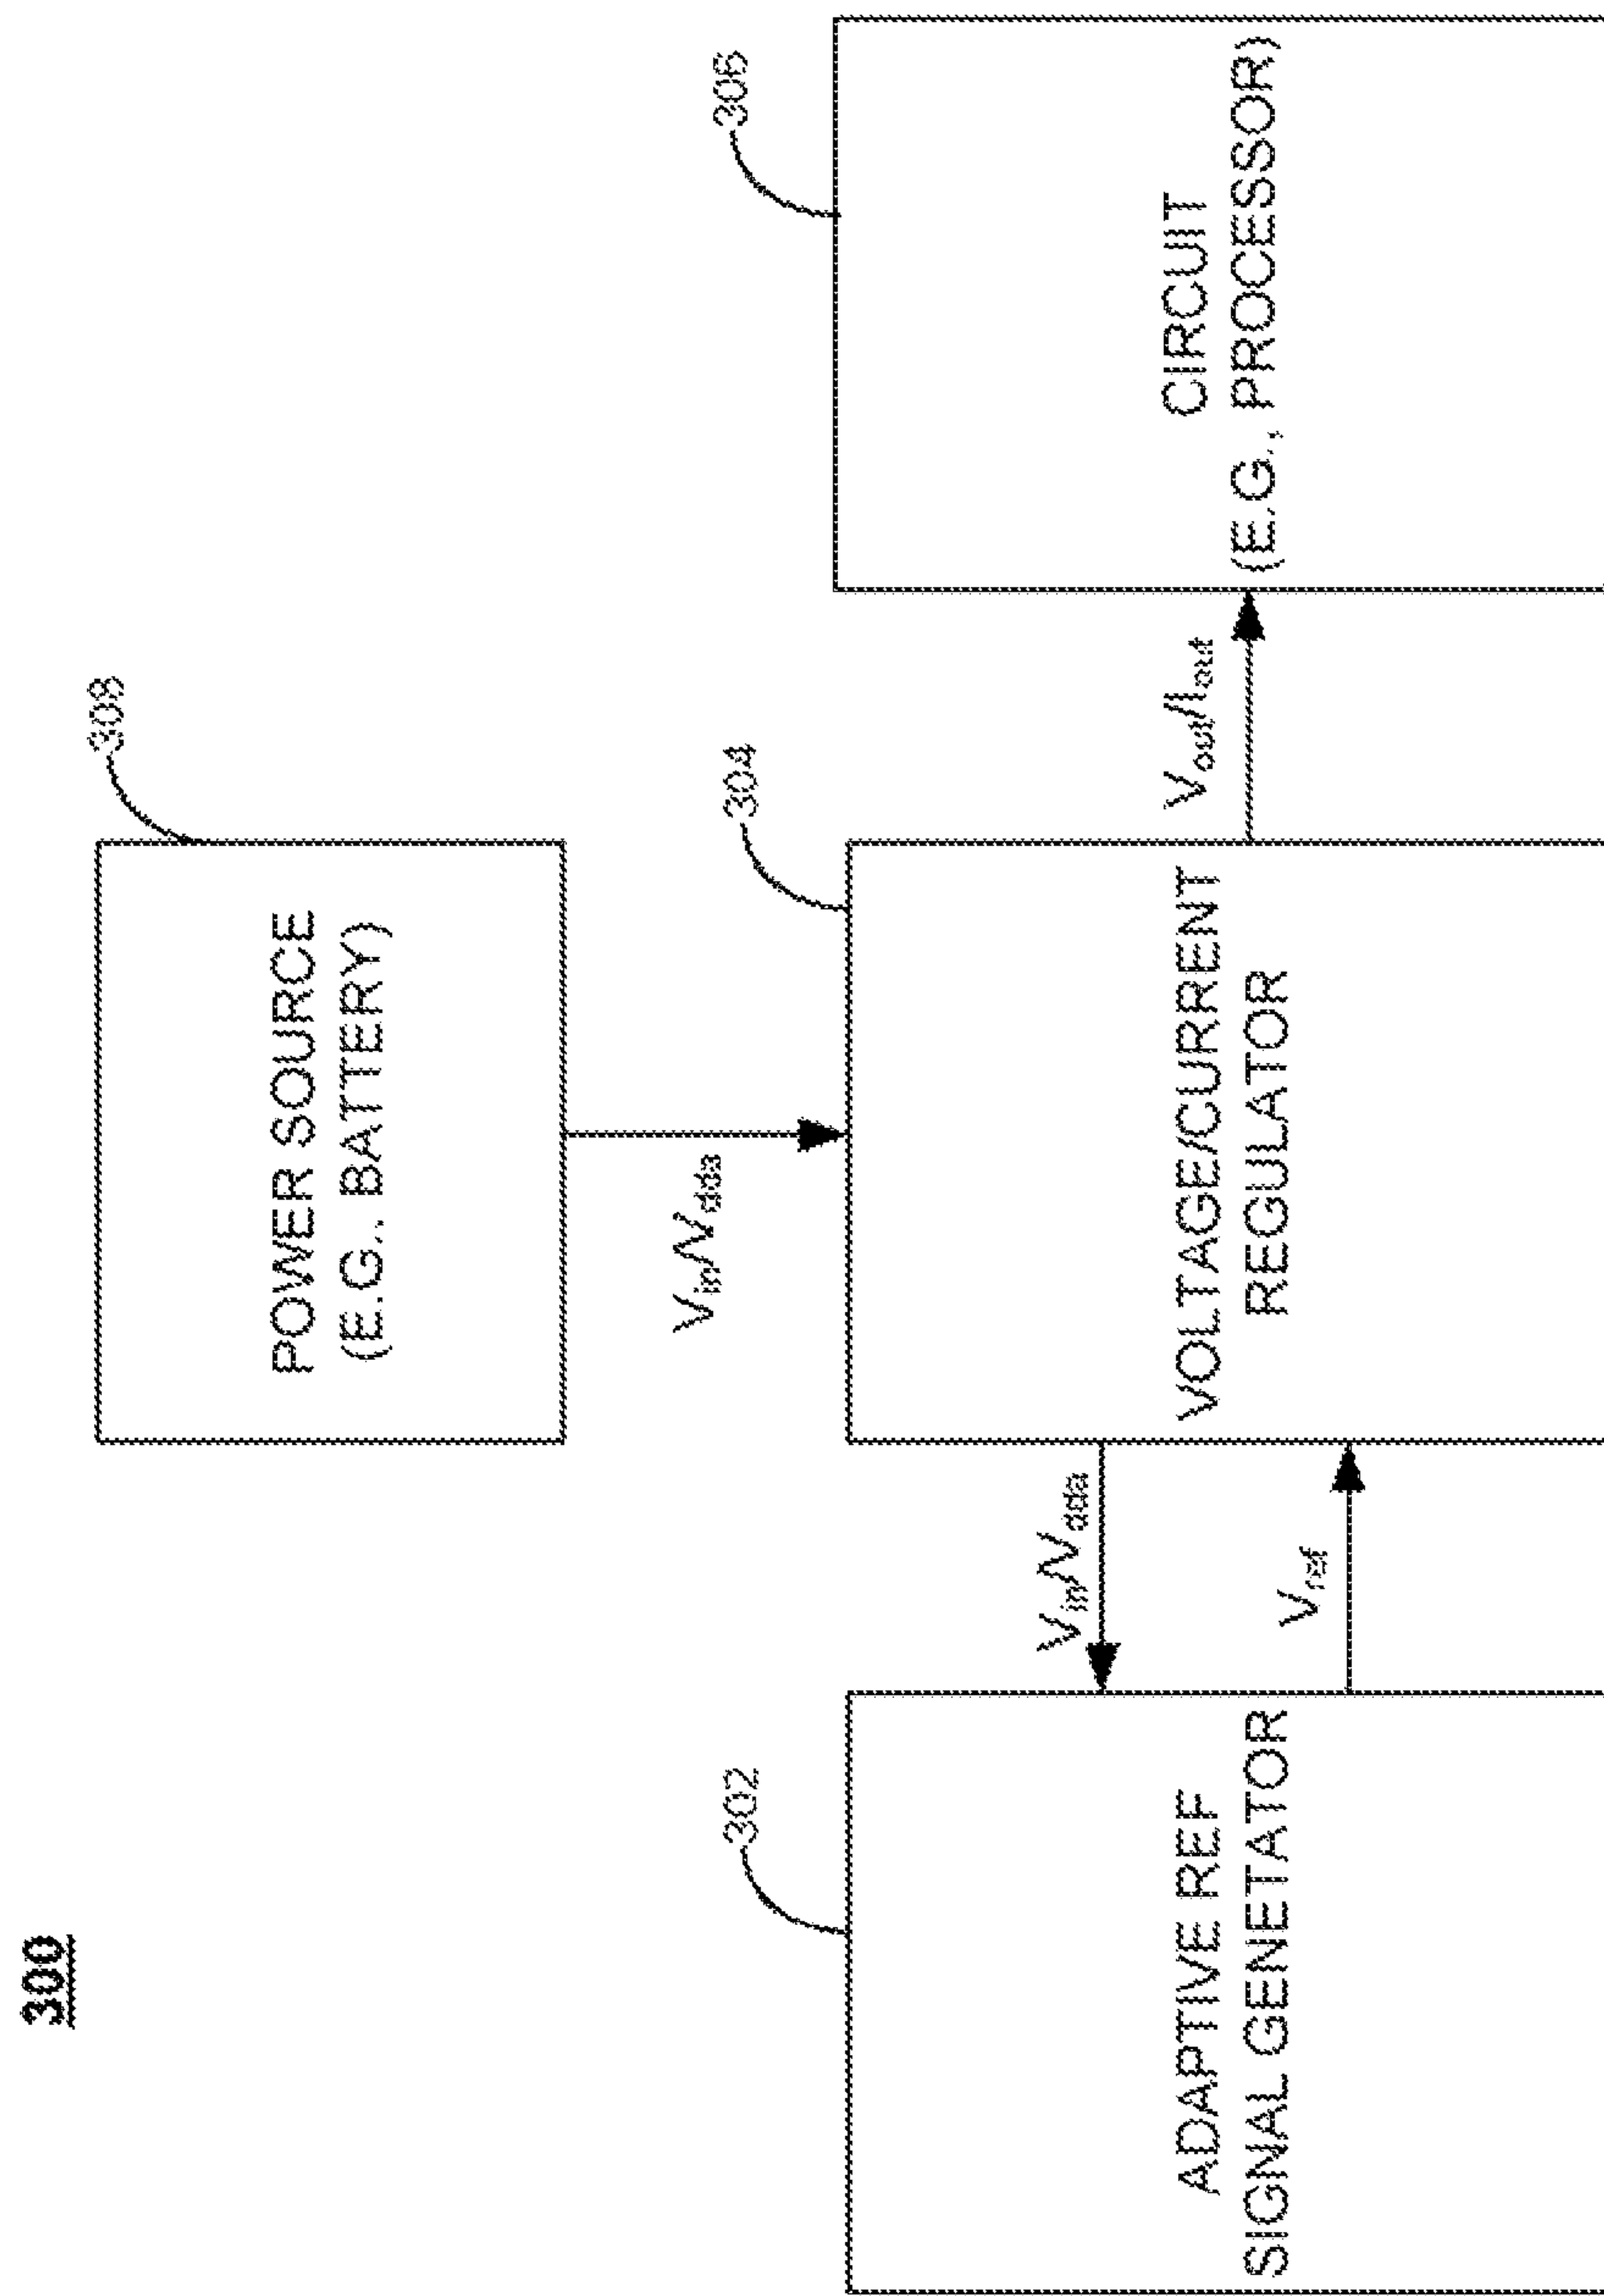 300
308
POWER SOURCE
(E.G., BATTERY)
Vin/Vdda
302
304
306
ADAPTIVE REF
SIGNAL GENETATOR
Vin/Vdda
Vref
VOLTAGE/CURRENT
REGULATOR
Vout/Iout
CIRCUIT
(E.G., PROCESSOR)